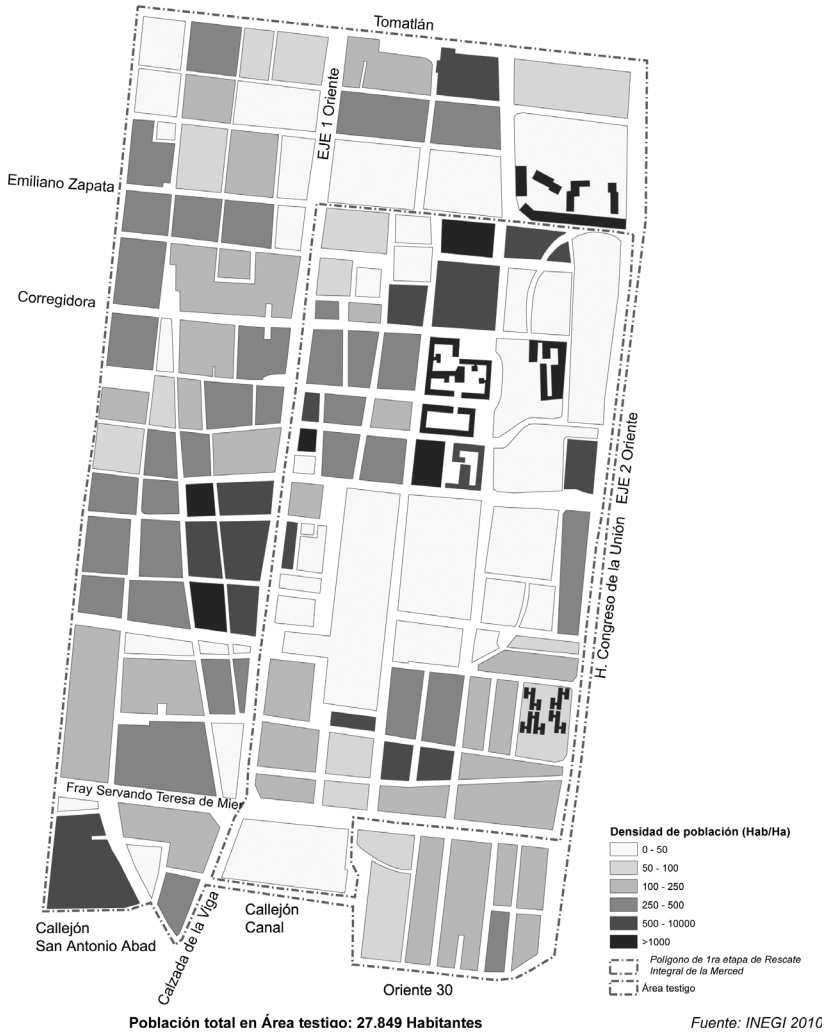 Tomatlán
EJE 1 Oriente
Emiliano Zapata
Corregidora
EJE 2 Oriente
H. Congreso de la Unión
Fray Servando Teresa de Mier
Callejón
San Antonio Abad
Calzada de la Viga
Callejón
Canal
Oriente 30
Densidad de población (Hab/Ha)
0 - 50
50 - 100
100 - 250
250 - 500
500 - 10000
>1000
Polígono de 1ra etapa de Rescate
Integral de la Merced
Área testigo
Población total en Área testigo: 27.849 Habitantes
Fuente: INEGI 2010